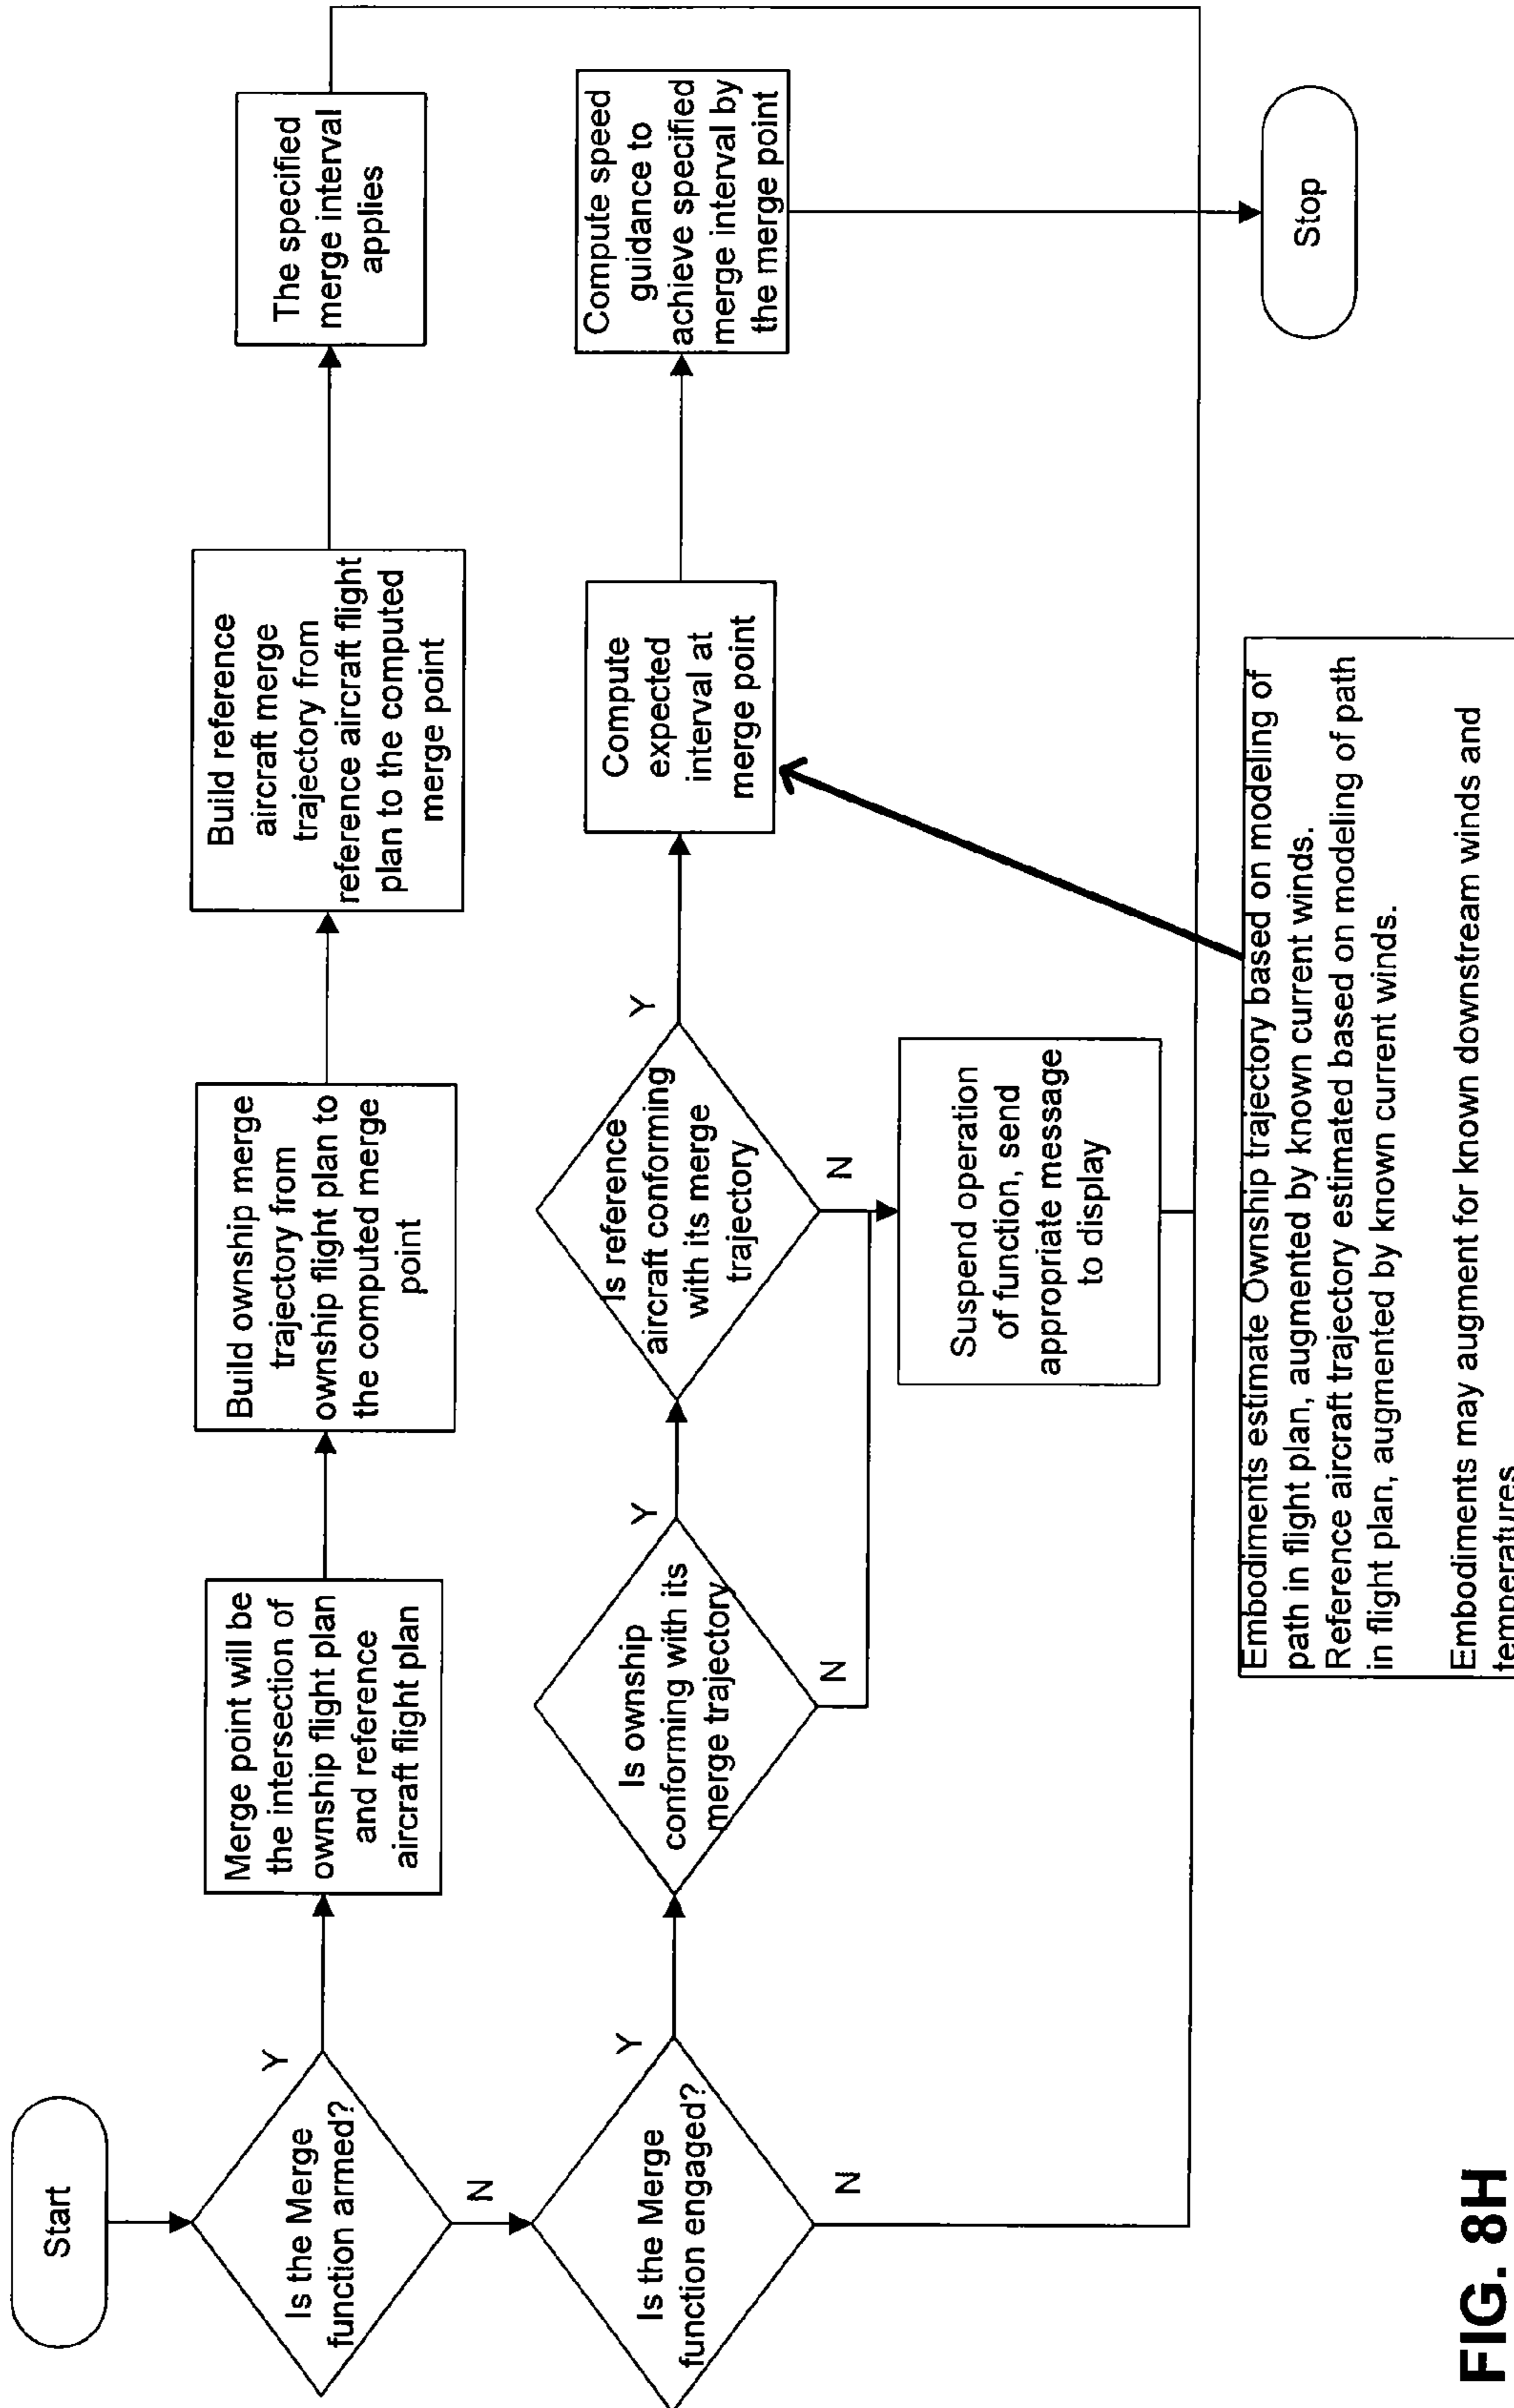 Start
Is the Merge
function armed?
Y
N
Merge point will be
the intersection of
ownship flight plan
and reference
aircraft flight plan
Build ownship merge
trajectory from
ownship flight plan to
the computed merge
point
Build reference
aircraft merge
trajectory from
reference aircraft flight
plan to the computed
merge point
The specified
merge interval
applies
Is the Merge
function engaged?
Y
N
Is ownship
conforming with its
merge trajectory
Y
N
Is reference
aircraft conforming
with its merge
trajectory
Y
N
Compute
expected
interval at
merge point
Compute speed
guidance to
achieve specified
merge interval by
the merge point
Suspend operation
of function, send
appropriate message
to display
Stop
Embodiments estimate Ownship trajectory based on modeling of
path in flight plan, augmented by known current winds.
Reference aircraft trajectory estimated based on modeling of path
in flight plan, augmented by known current winds.
Embodiments may augment for known downstream winds and
temperatures
FIG. 8H